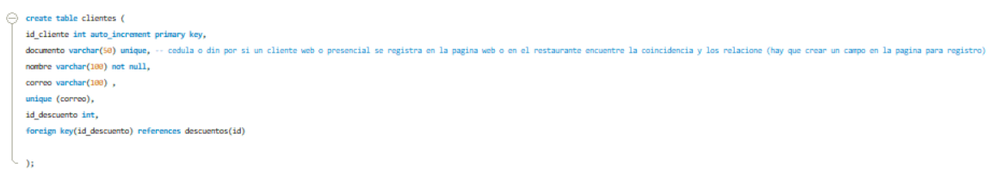 create table clientes (
id_cliente int auto_increment primary key,
documento varchar(50) unique, -- cedula o din por si un cliente web o presencial se registra en la pagina web o en el restaurante encuentre la coincidencia y los relacione (hay que crear un campo en la pagina para registro)
nombre varchar(100) not null,
correo varchar(100) ,
unique (correo),
id_descuento int,
foreign key(id_descuento) references descuentos(id)
);